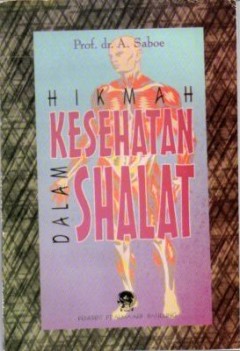 Prof. dr. A. Saboe
HIKMAH
KESEHATAN
DALAM
SHALAT